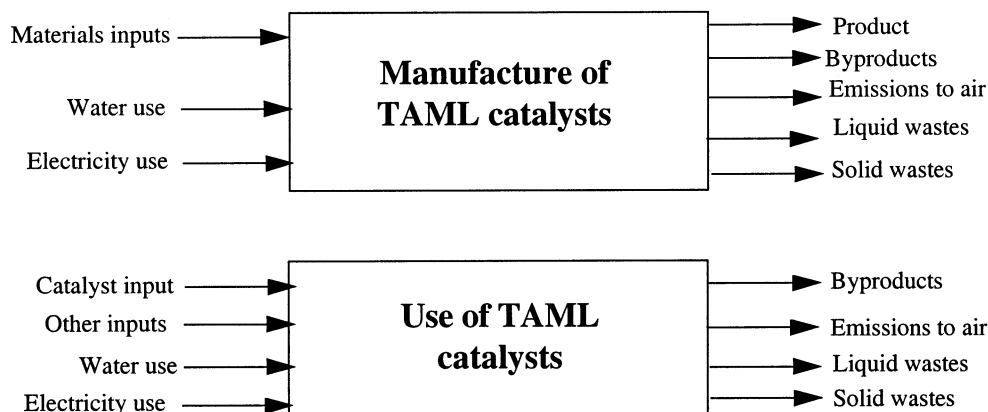 Materials inputs
Water use
Electricity use
Manufacture of
TAML catalysts
Product
Byproducts
Emissions to air
Liquid wastes
Solid wastes
Catalyst input
Other inputs
Water use
Electricity use
Use of TAML
catalysts
Byproducts
Emissions to air
Liquid wastes
Solid wastes